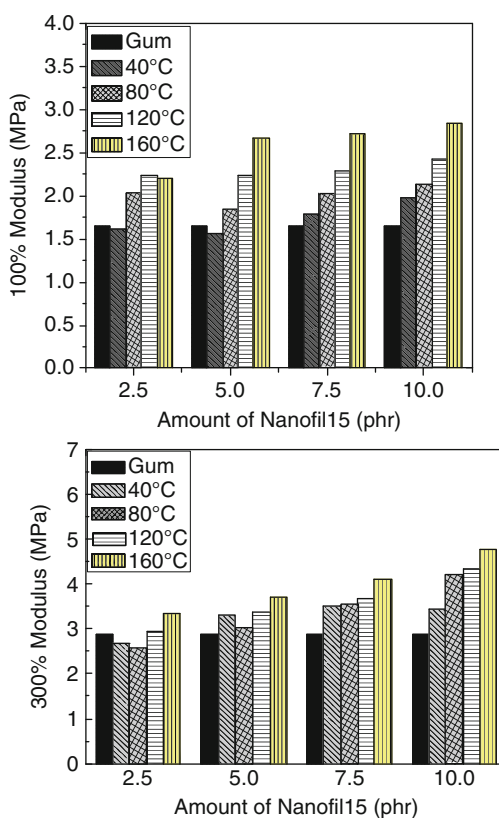 4.0
3.5
3.0
2.5
2.0
1.5
1.0
0.5
0.0
100% Modulus (MPa)
Gum
40°C
80°C
120°C
160°C
2.5 5.0 7.5 10.0
Amount of Nanofil15 (phr)
7
6
5
4
3
2
1
0
300% Modulus (MPa)
Gum
40°C
80°C
120°C
160°C
2.5 5.0 7.5 10.0
Amount of Nanofil15 (phr)